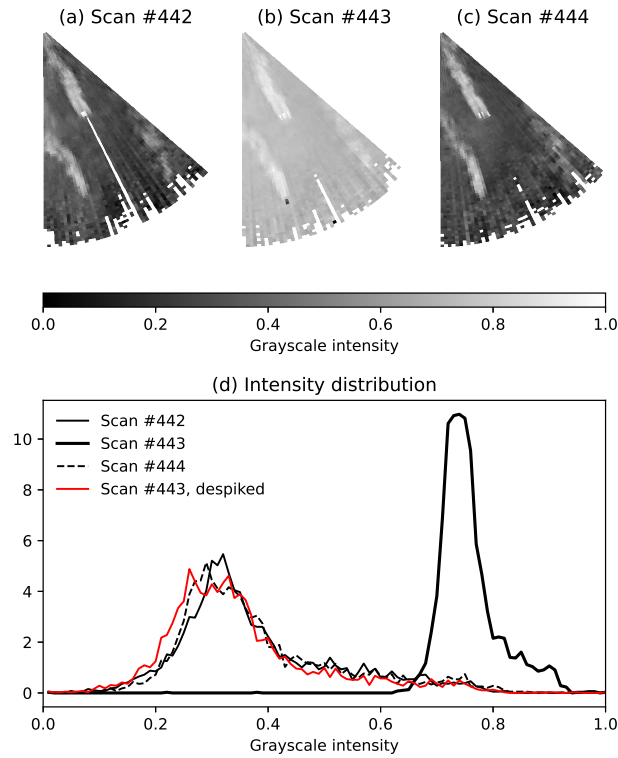 (a) Scan #442
(b) Scan #443
(c) Scan #444
0.0 0.2 0.4 0.6 0.8 1.0
Grayscale intensity
(d) Intensity distribution
Scan #442
Scan #443
Scan #444
Scan #443, despiked
10
8
6
4
2
0
0.0 0.2 0.4 0.6 0.8 1.0
Grayscale intensity